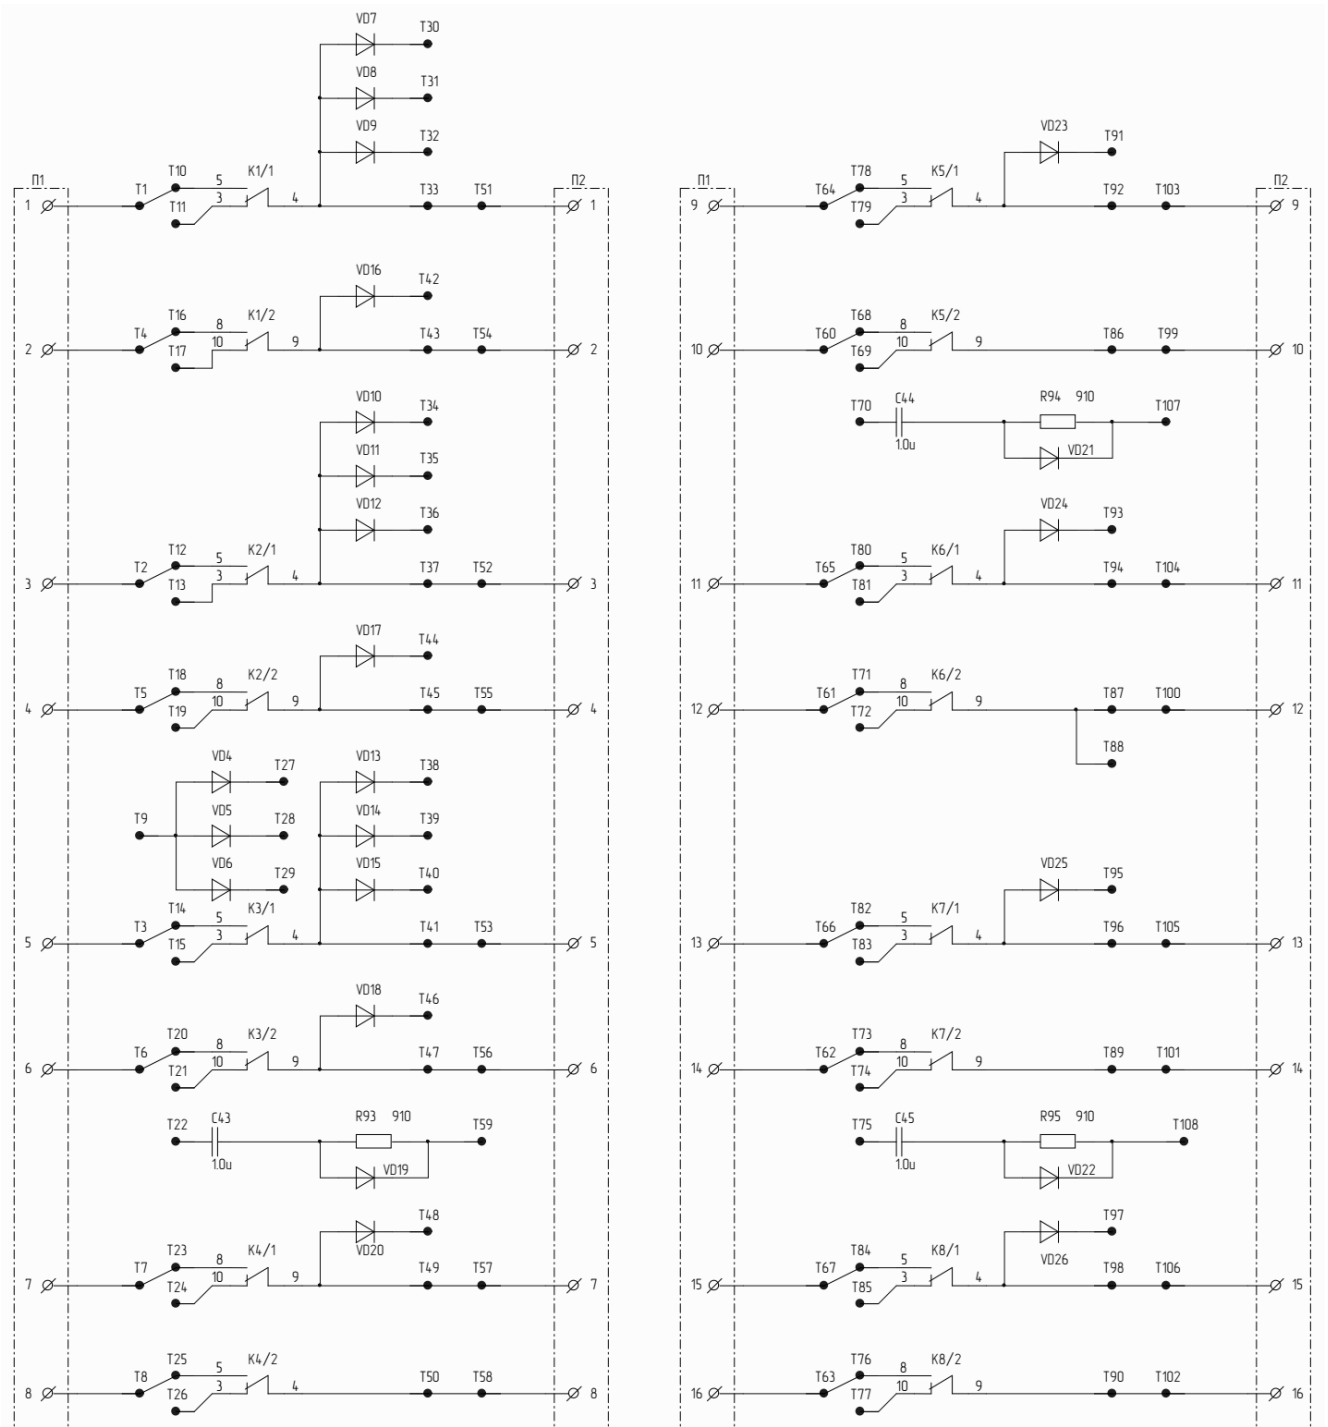 VD7 T30
VD8 T31
VD9 T32
П1 T1 T10 T11 5 3 K1/1 4 T33 T51 П2
1 1
VD16 T42
T4 T16 T17 8 10 K1/2 9 T43 T54
2 2
VD10 T34
VD11 T35
VD12 T36
T2 T12 T13 5 3 K2/1 4 T37 T52
3 3
VD17 T44
T5 T18 T19 8 10 K2/2 9 T45 T55
4 4
VD4 T27 VD13 T38
T9 VD5 T28 VD14 T39
VD6 T29 VD15 T40
T3 T14 T15 5 3 K3/1 4 T41 T53
5 5
VD18 T46
T6 T20 T21 8 10 K3/2 9 T47 T56
6 6
T22 C43 R93 910 T59
1.0u VD19
T48
VD20
T7 T23 T24 8 10 K4/1 9 T49 T57
7 7
T8 T25 T26 5 3 K4/2 4 T50 T58
8 8
VD23 T91
П1 T64 T78 T79 5 3 K5/1 4 T92 T103 П2
9 9
T60 T68 T69 8 10 K5/2 9 T86 T99
10 10
T70 C44 R94 910 T107
1.0u VD21
VD24 T93
T65 T80 T81 5 3 K6/1 4 T94 T104
11 11
T61 T71 T72 8 10 K6/2 9 T87 T100
12 12
T88
VD25 T95
T66 T82 T83 5 3 K7/1 4 T96 T105
13 13
T62 T73 T74 8 10 K7/2 9 T89 T101
14 14
T75 C45 R95 910 T108
1.0u VD22
T97
VD26
T67 T84 T85 5 3 K8/1 4 T98 T106
15 15
T63 T76 T77 8 10 K8/2 9 T90 T102
16 16